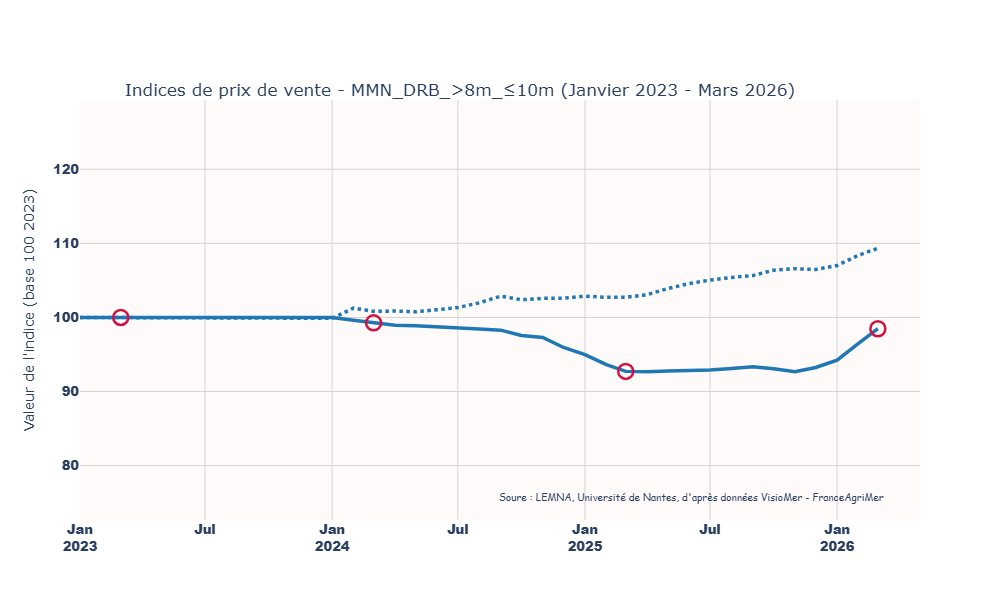 Indices de prix de vente - MMN_DRB_>8m_≤10m (Janvier 2023 - Mars 2026)
Valeur de l'indice (base 100 2023)
120
110
100
90
80
Soure : LEMNA, Université de Nantes, d'après données VisioMer - FranceAgriMer
Jan Jul Jan Jul Jan Jul Jan
2023 2024 2025 2026